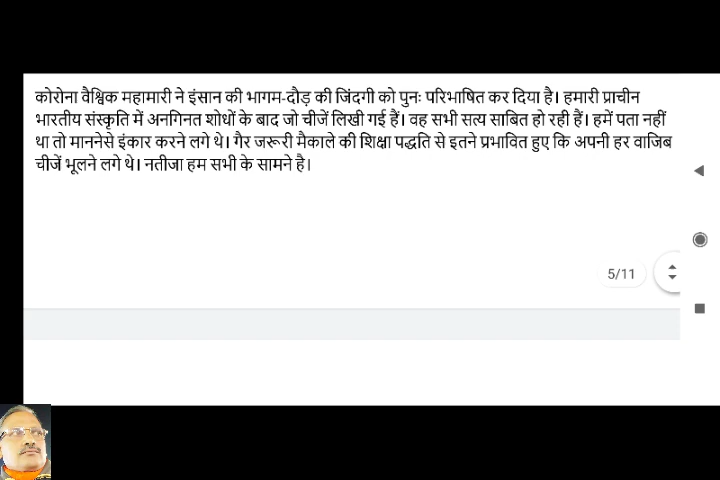 कोरोना वैश्विक महामारी ने इंसान की भागम-दौड़ की जिंदगी को पुनः परिभाषित कर दिया है। हमारी प्राचीन
भारतीय संस्कृति में अनगिनत शोधों के बाद जो चीजें लिखी गई हैं। वह सभी सत्य साबित हो रही हैं। हमें पता नहीं
था तो माननेसे इंकार करने लगे थे। गैर जरूरी मैकाले की शिक्षा पद्धति से इतने प्रभावित हुए कि अपनी हर वाजिब
चीजें भूलने लगे थे। नतीजा हम सभी के सामने है।
5/11